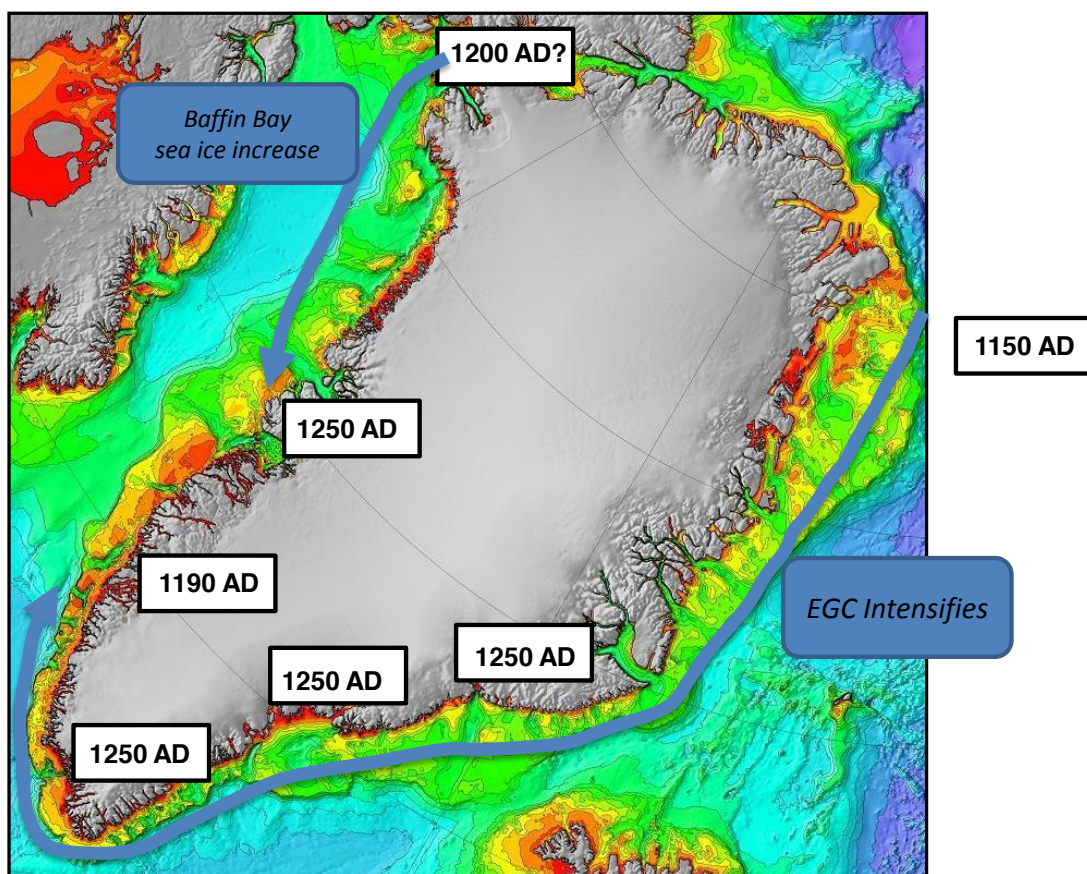 1200 AD?
Baffin Bay
sea ice increase
1150 AD
1250 AD
1190 AD
EGC Intensifies
1250 AD
1250 AD
1250 AD